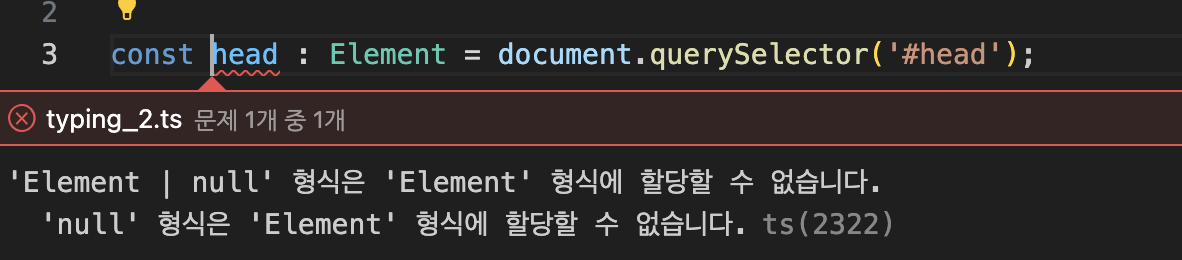 2
3 const head : Element = document.querySelector('#head');
typing_2.ts 문제 1개 중 1개
'Element | null' 형식은 'Element' 형식에 할당할 수 없습니다.
'null' 형식은 'Element' 형식에 할당할 수 없습니다. ts(2322)